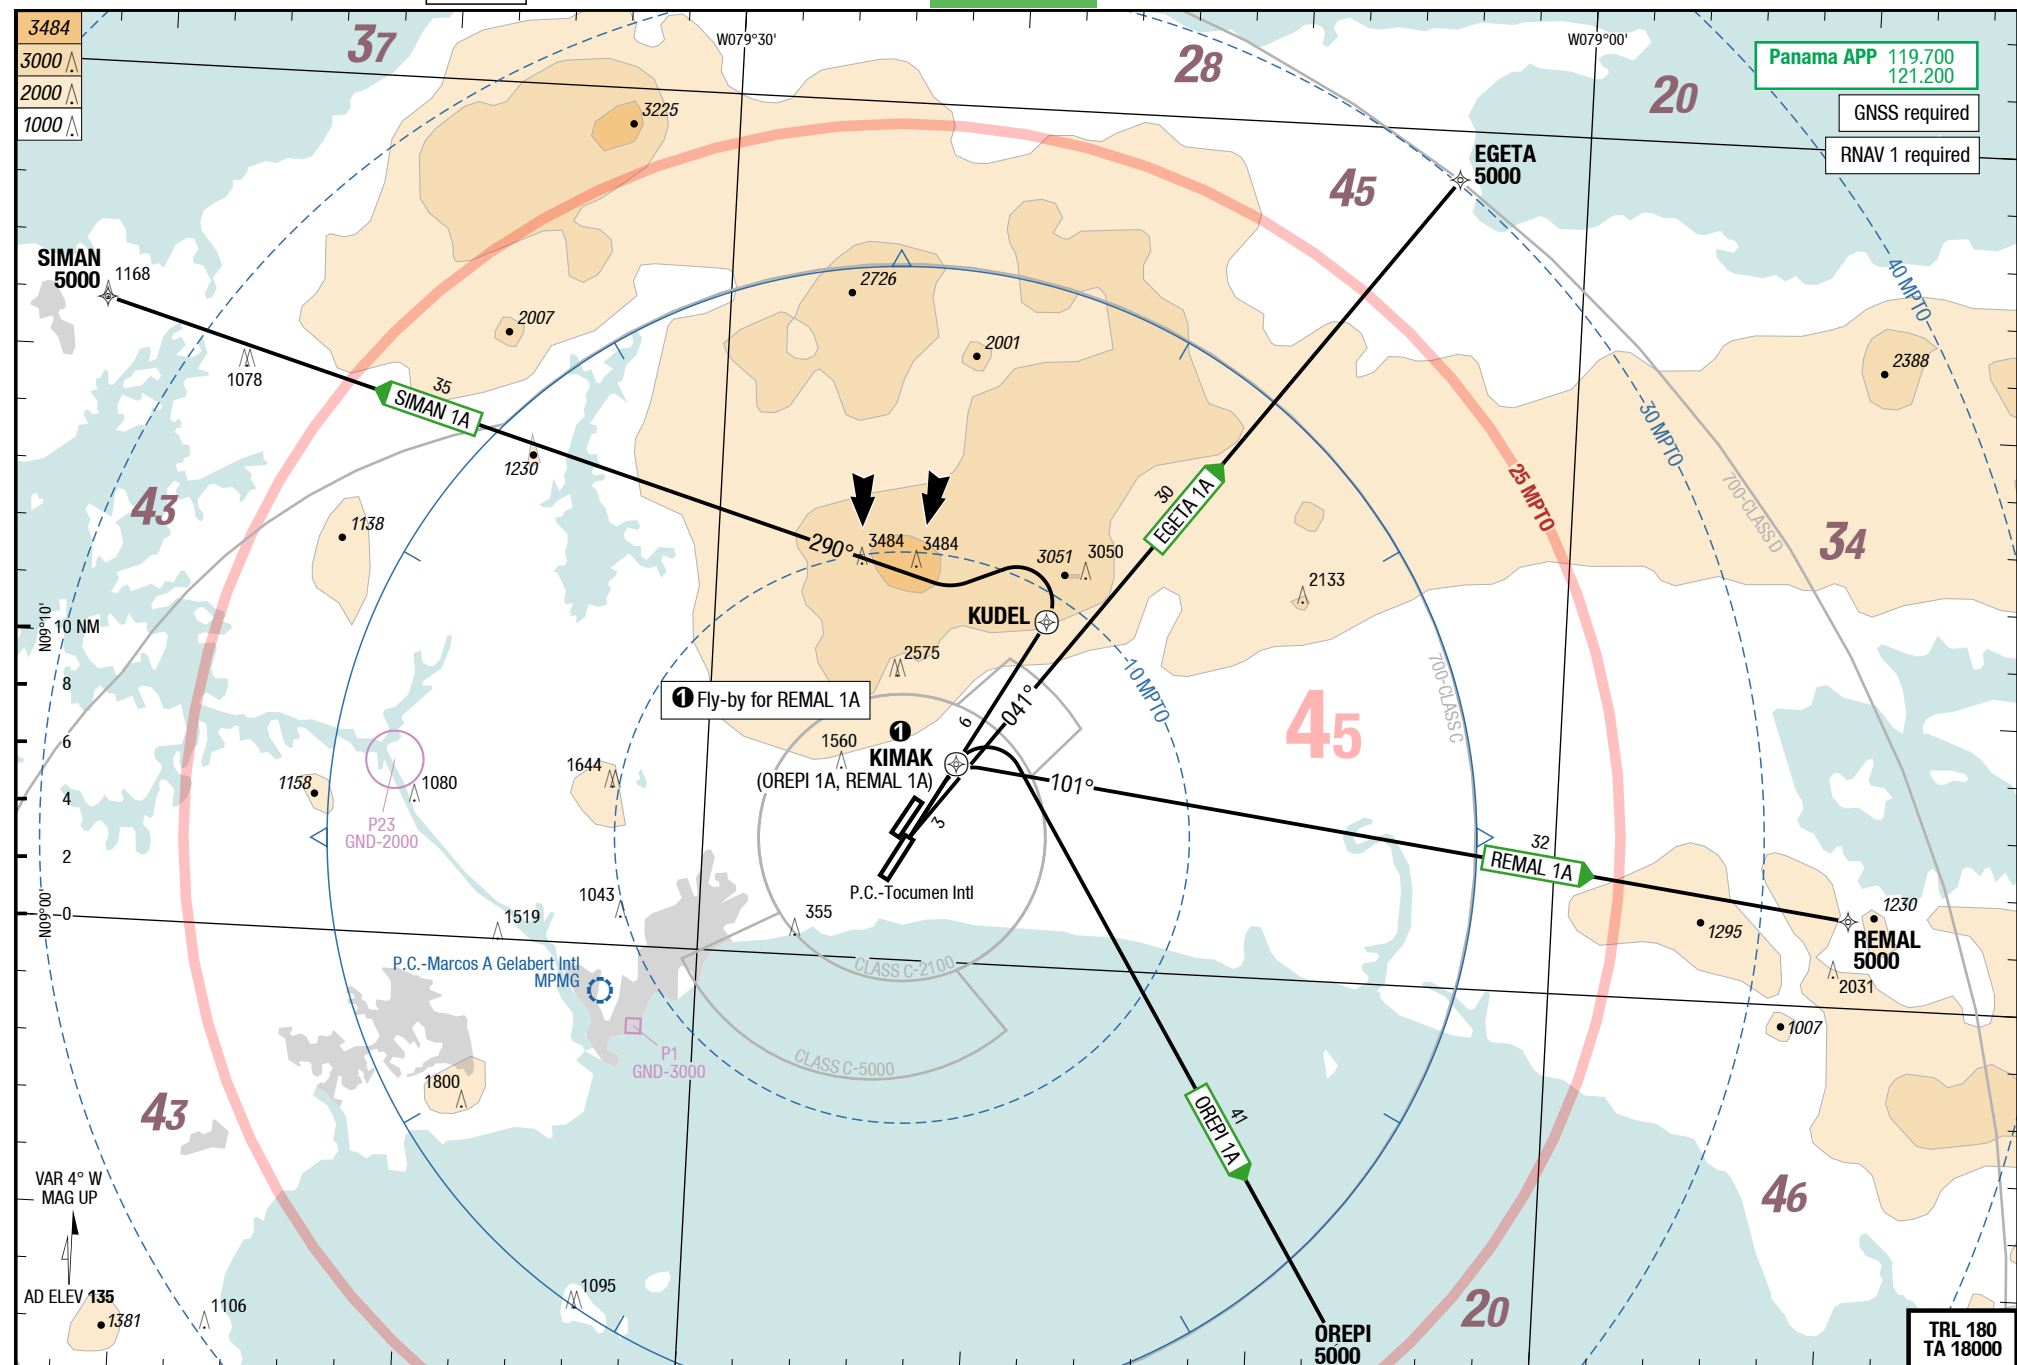 3484
3000
2000
1000
37
W079°30'
28
W079°00'
20
Panama APP 119.700
121.200
GNSS required
RNAV 1 required
3225
EGETA
5000
45
SIMAN
5000
1168
2726
40 MPTO
2007
2001
2388
1078
35
SIMAN 1A
30 MPTO
1230
25 MPTO
700-CLASS D
43
30
EGETA 1A
34
1138
290°
3484
3484
3051
3050
2133
N09°10'
10 NM
KUDEL
8
2575
10 MPTO
700-CLASS C
1 Fly-by for REMAL 1A
041°
6
45
6
1
1560
KIMAK
(OREPI 1A, REMAL 1A)
101°
1644
1158
1080
4
P23
GND-2000
3
2
32
REMAL 1A
P.C.-Tocumen Intl
N09°00'
0
1043
355
1519
1295
1230
REMAL
5000
P.C.-Marcos A Gelabert Intl
MPMG
CLASS C-2100
2031
1007
P1
GND-3000
CLASS C-5000
1800
43
41
OREPI 1A
VAR 4° W
MAG UP
46
AD ELEV 135
1381
1106
1095
20
OREPI
5000
TRL 180
TA 18000